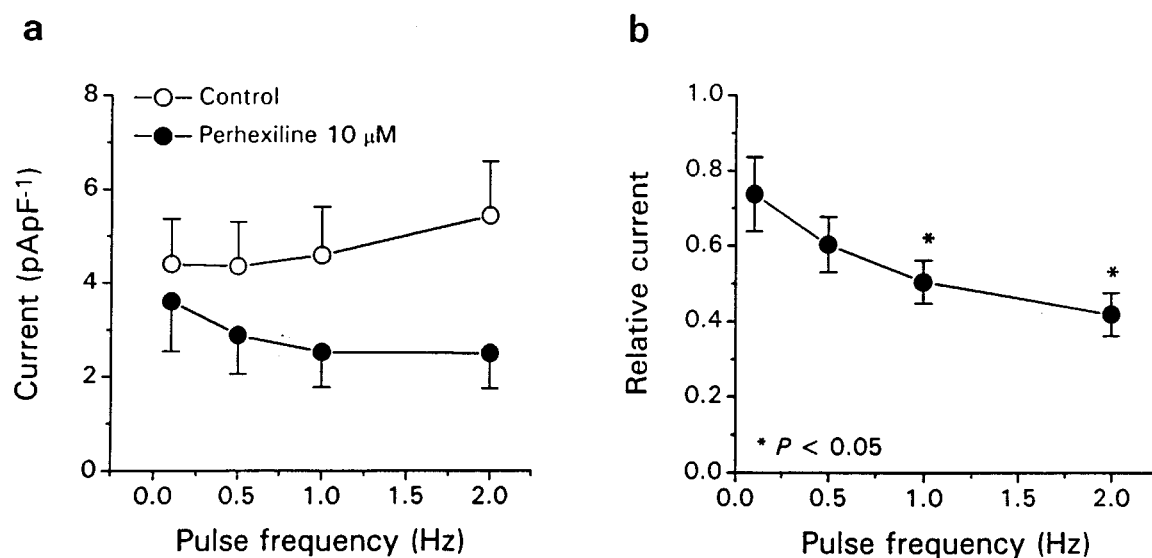 a
Control
Perhexiline 10 μM
8
6
4
2
0
Current (pApF⁻¹)
0.0 0.5 1.0 1.5 2.0
Pulse frequency (Hz)
b
1.0
0.8
0.6
0.4
0.2
0.0
Relative current
*
*
* P < 0.05
0.0 0.5 1.0 1.5 2.0
Pulse frequency (Hz)